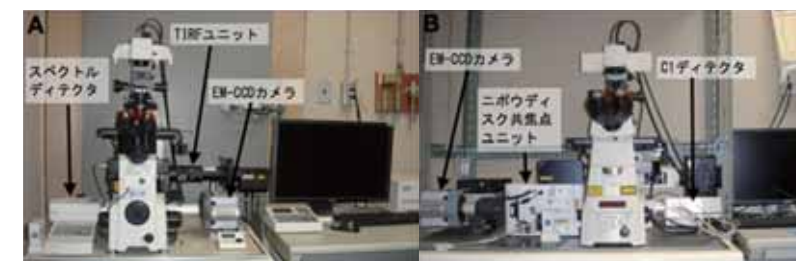 A
TIRFユニット
スペクトル
ディテクタ
EM-CCDカメラ
B
EM-CCDカメラ
ニポウディ
スク共焦点
ユニット
C1ディテクタ